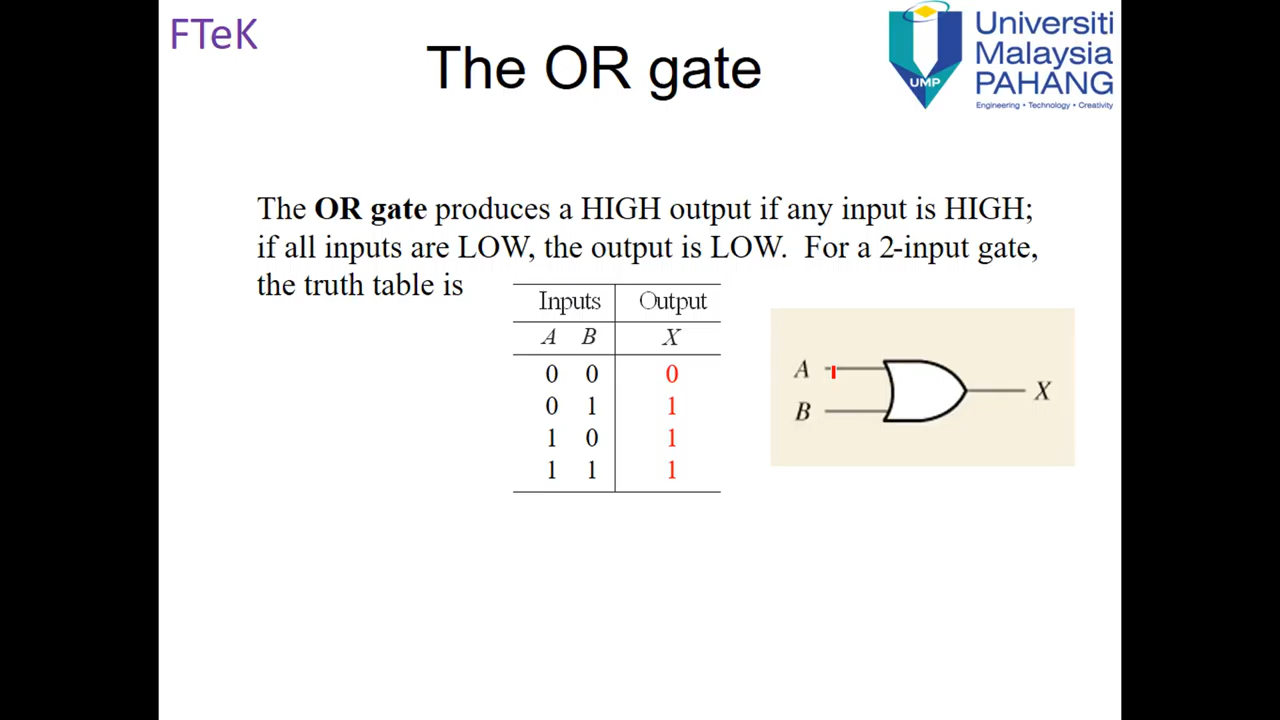 FTeK
The OR gate
UMP
Universiti
Malaysia
PAHANG
Engineering • Technology • Creativity
The OR gate produces a HIGH output if any input is HIGH;
if all inputs are LOW, the output is LOW. For a 2-input gate,
the truth table is
Inputs Output
A B X
0 0 0
0 1 1
1 0 1
1 1 1
A
B
X